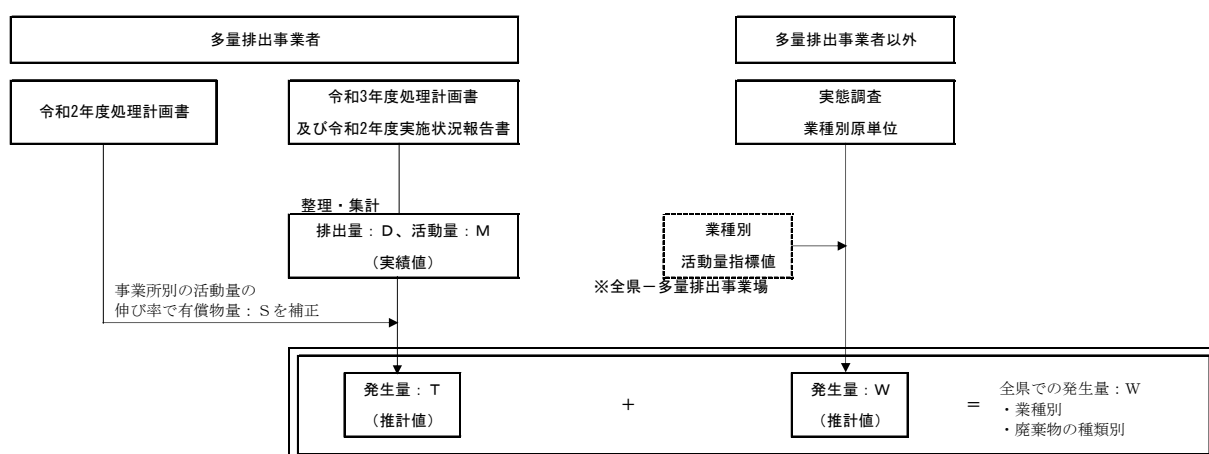 多量排出事業者
多量排出事業者以外
令和2年度処理計画書
令和3年度処理計画書
及び令和2年度実施状況報告書
実態調査
業種別原単位
整理・集計
排出量：D、活動量：M
（実績値）
業種別
活動量指標値
※全県－多量排出事業場
事業所別の活動量の
伸び率で有償物量：Sを補正
発生量：T
（推計値）
＋
発生量：W
（推計値）
＝
全県での発生量：W
・業種別
・廃棄物の種類別